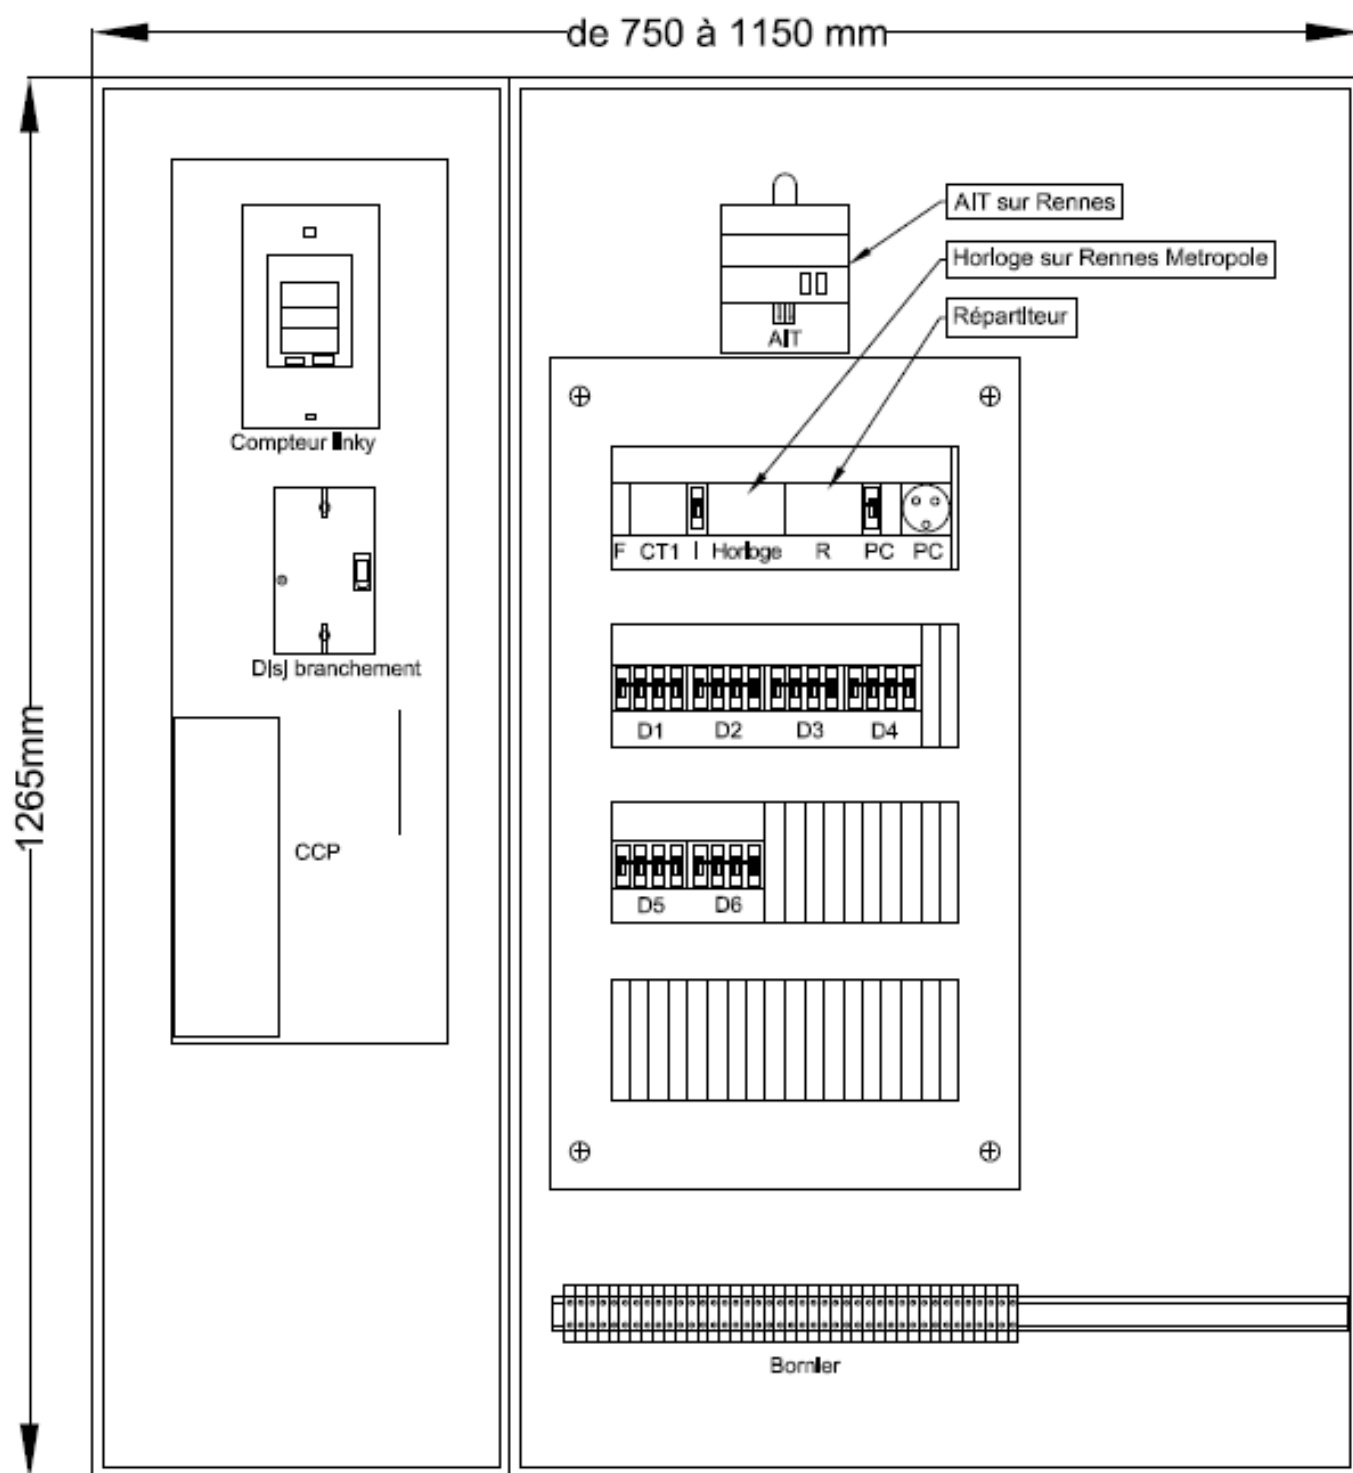 de 750 à 1150 mm
1265mm
AIT sur Rennes
Horloge sur Rennes Metropole
Répartiteur
AIT
Compteur linky
F CT1 I Horloge R PC PC
Disj branchement
D1 D2 D3 D4
CCP
D5 D6
Bornier